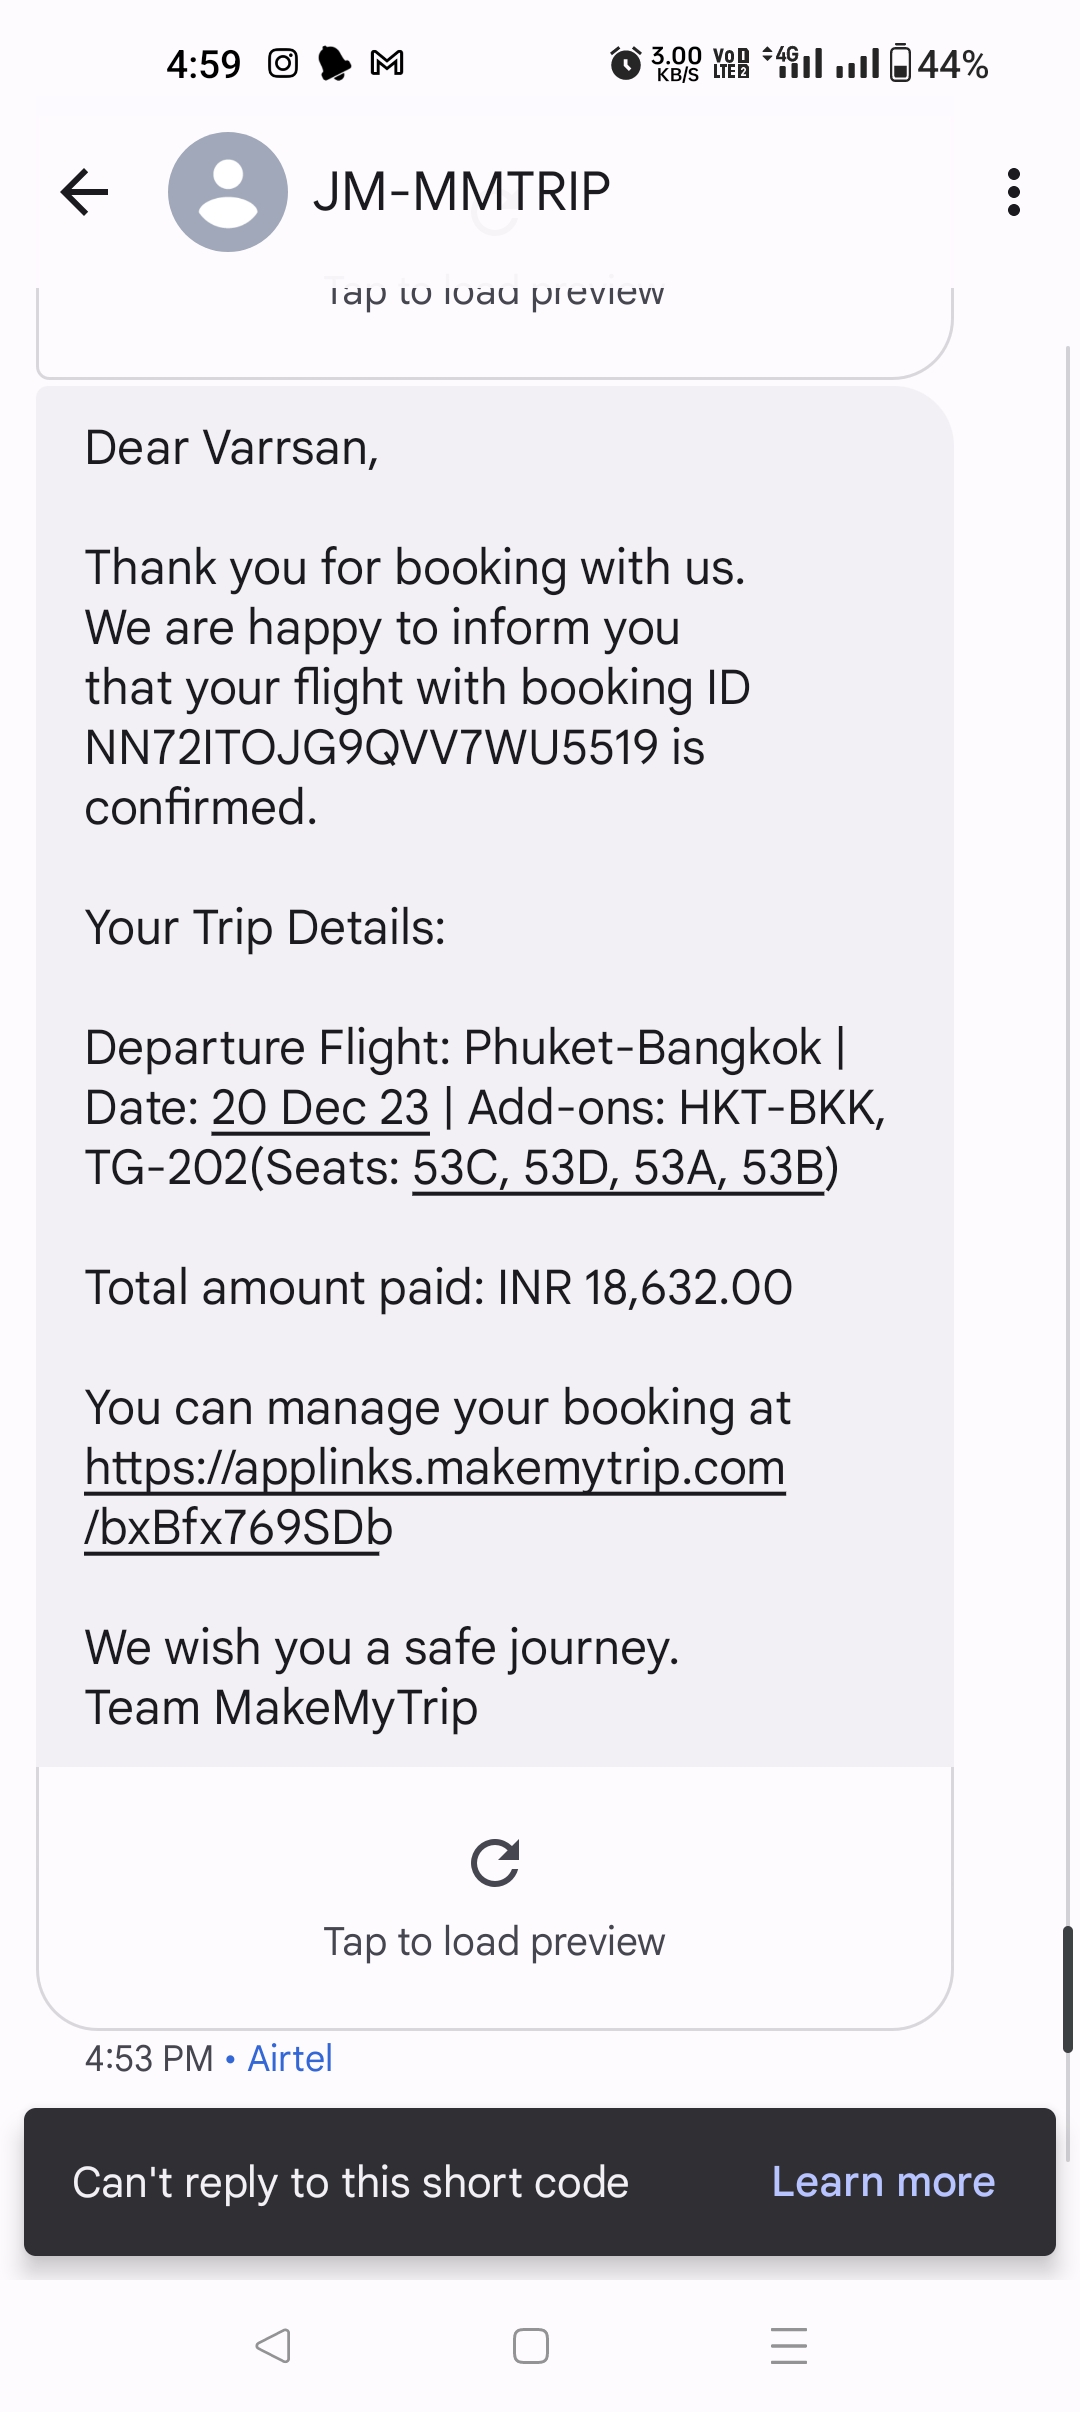 4:59
3.00
KB/S
Vo
LTE 2
4G
44%
JM-MMTRIP
Tap to load preview
Dear Varrsan,
Thank you for booking with us.
We are happy to inform you
that your flight with booking ID
NN72ITOJG9QVV7WU5519 is
confirmed.
Your Trip Details:
Departure Flight: Phuket-Bangkok |
Date: 20 Dec 23 | Add-ons: HKT-BKK,
TG-202(Seats: 53C, 53D, 53A, 53B)
Total amount paid: INR 18,632.00
You can manage your booking at
https://applinks.makemytrip.com
/bxBfx769SDb
We wish you a safe journey.
Team MakeMyTrip
Tap to load preview
4:53 PM • Airtel
Can't reply to this short code
Learn more